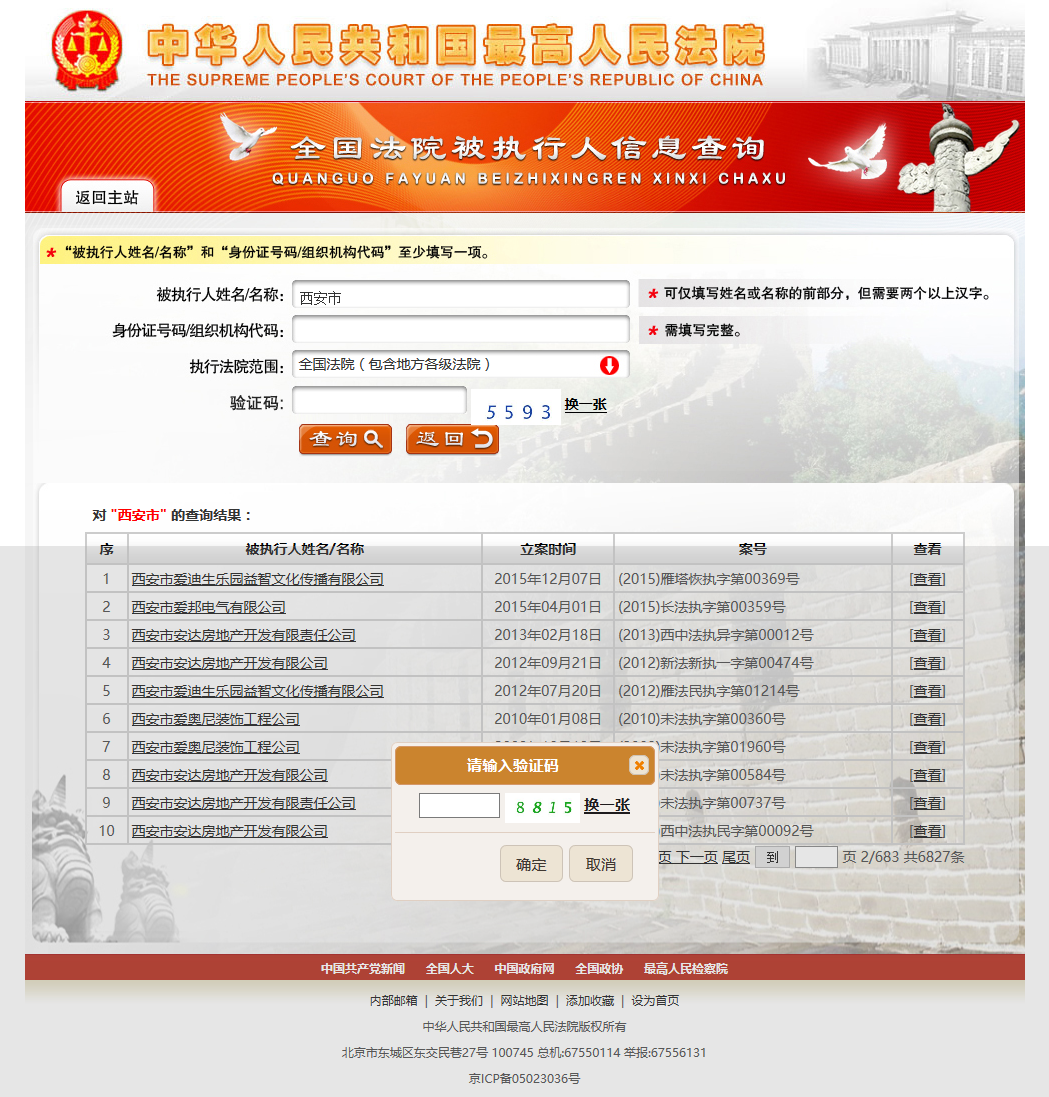 中华人民共和国最高人民法院
THE SUPREME PEOPLE'S COURT OF THE PEOPLE'S REPUBLIC OF CHINA
全国法院被执行人信息查询
QUANGUO FAYUAN BEIZHIXINGREN XINXI CHAXU
返回主站
* “被执行人姓名/名称”和“身份证号码/组织机构代码”至少填写一项。
被执行人姓名/名称: 西安市 * 可仅填写姓名或名称的前部分，但需要两个以上汉字。
身份证号码/组织机构代码: * 需填写完整。
执行法院范围: 全国法院（包含地方各级法院）
验证码: 5593 换一张
查询 返回
对 "西安市" 的查询结果：
序 被执行人姓名/名称 立案时间 案号 查看
1 西安市爱迪生乐园益智文化传播有限公司 2015年12月07日 (2015)雁塔恢执字第00369号 [查看]
2 西安市爱邦电气有限公司 2015年04月01日 (2015)长法执字第00359号 [查看]
3 西安市安达房地产开发有限责任公司 2013年02月18日 (2013)西中法执异字第00012号 [查看]
4 西安市安达房地产开发有限公司 2012年09月21日 (2012)新法新执一字第00474号 [查看]
5 西安市爱迪生乐园益智文化传播有限公司 2012年07月20日 (2012)雁法民执字第01214号 [查看]
6 西安市爱奥尼装饰工程公司 2010年01月08日 (2010)未法执字第00360号 [查看]
7 西安市爱奥尼装饰工程公司 未法执字第01960号 [查看]
8 西安市安达房地产开发有限公司 未法执字第00584号 [查看]
9 西安市安达房地产开发有限责任公司 未法执字第00737号 [查看]
10 西安市安达房地产开发有限公司 西中法执民字第00092号 [查看]
请输入验证码
8815 换一张
确定 取消
页 下一页 尾页 到 页 2/683 共6827条
中国共产党新闻 全国人大 中国政府网 全国政协 最高人民检察院
内部邮箱 | 关于我们 | 网站地图 | 添加收藏 | 设为首页
中华人民共和国最高人民法院版权所有
北京市东城区东交民巷27号 100745 总机:67550114 举报:67556131
京ICP备05023036号